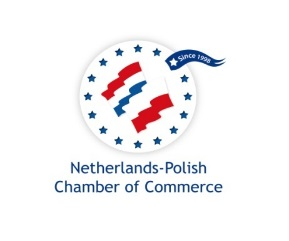 Since 1998
Netherlands-Polish
Chamber of Commerce